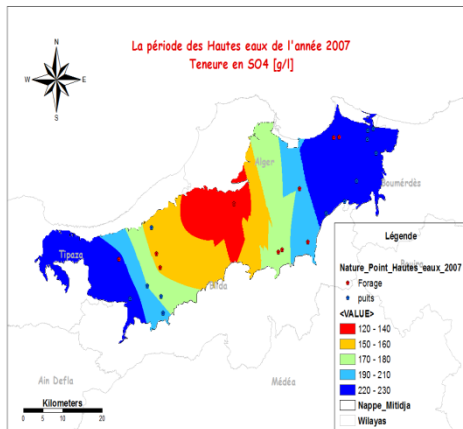 La période des Hautes eaux de l'année 2007
Teneure en SO4 [g/l]
N
W
E
S
Alger
Boumérdès
Tipaza
Blida
Ain Defla
Médéa
Kilometers
0
5
10
20
Légende
Nature_Point_Hautes_eaux_2007
Forage
puits
<VALUE>
120 - 140
150 - 160
170 - 180
190 - 210
220 - 230
Nappe_Mitidja
Wilayas